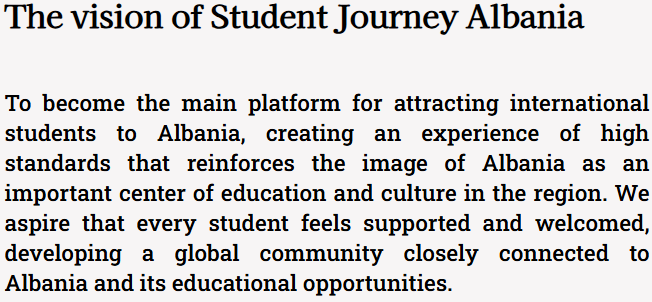 The vision of Student Journey Albania
To become the main platform for attracting international
students to Albania, creating an experience of high
standards that reinforces the image of Albania as an
important center of education and culture in the region. We
aspire that every student feels supported and welcomed,
developing a global community closely connected to
Albania and its educational opportunities.